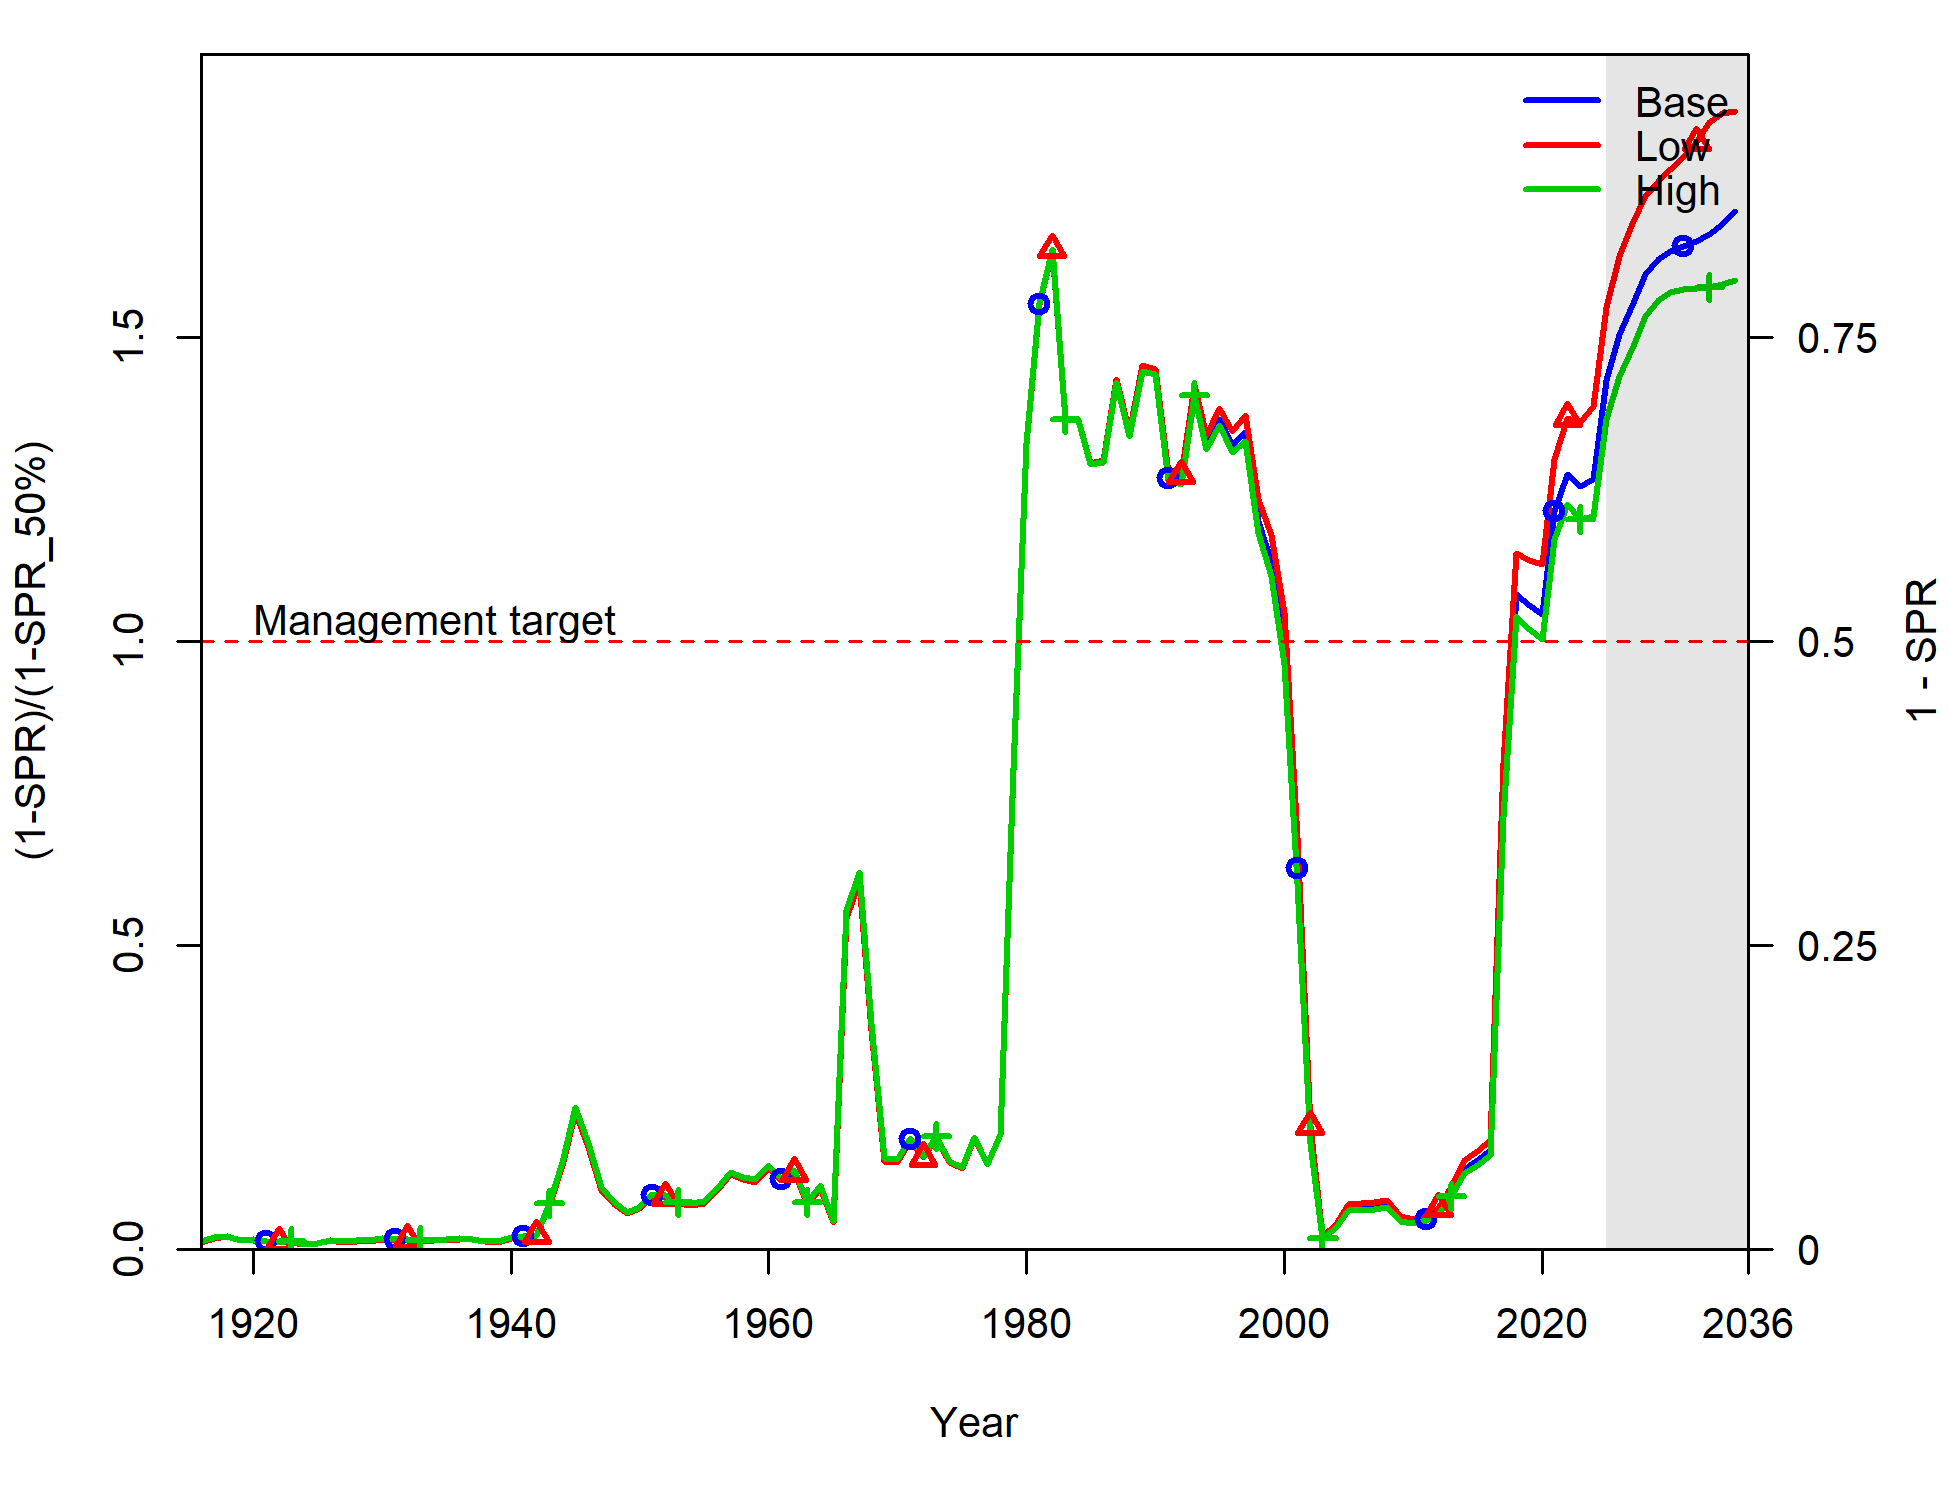 Base
Low
High
Management target
(1-SPR)/(1-SPR_50%)
0.0
0.5
1.0
1.5
1 - SPR
0
0.25
0.5
0.75
1920
1940
1960
1980
2000
2020
2036
Year